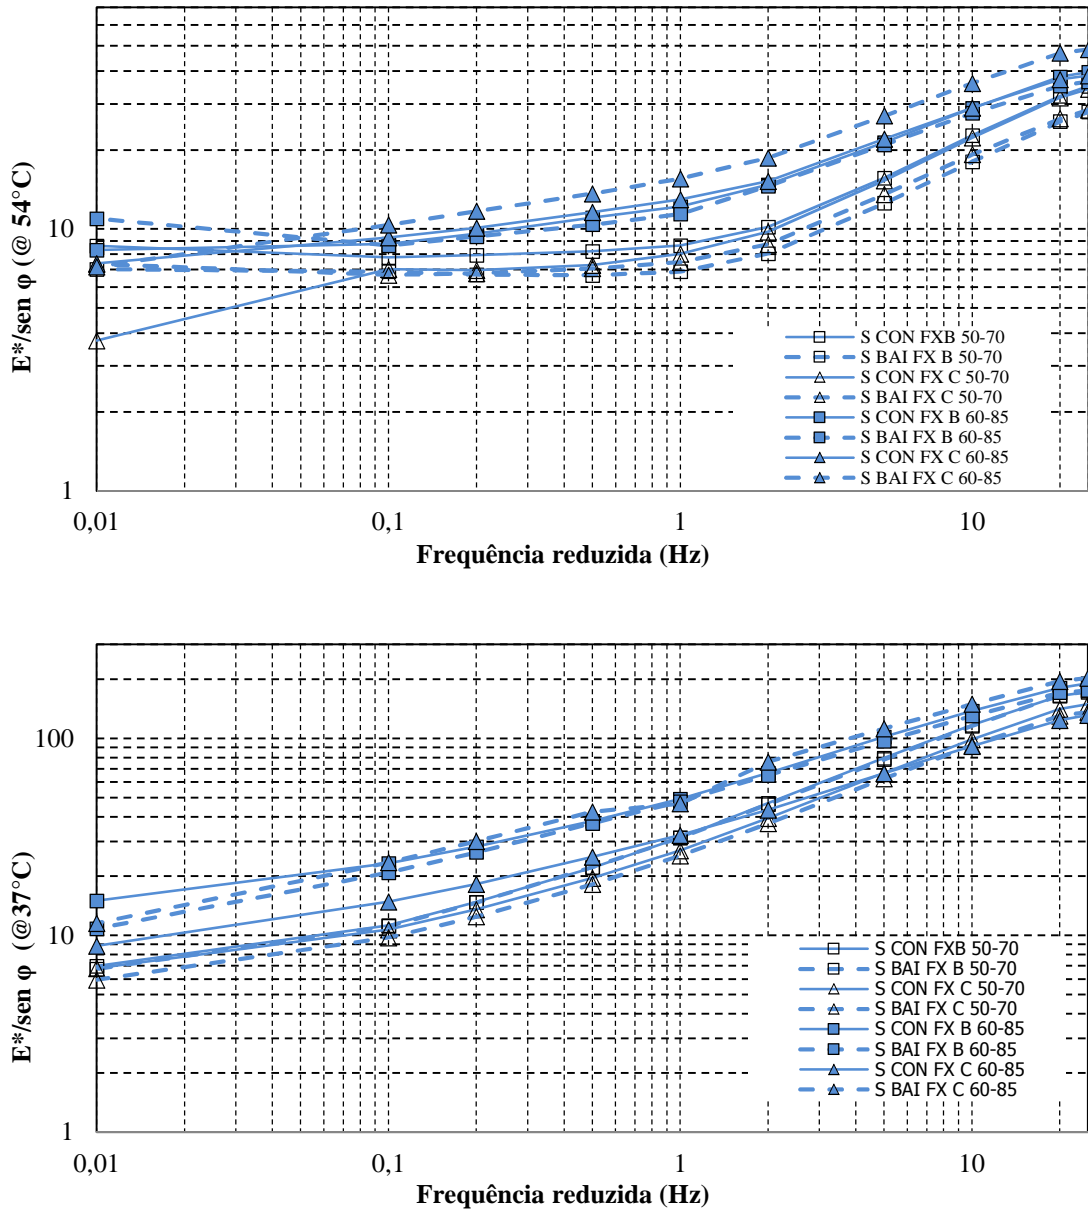 E*/sen φ (@ 54°C)
10
1
0,01
0,1
1
10
Frequência reduzida (Hz)
S CON FXB 50-70
S BAI FX B 50-70
S CON FX C 50-70
S BAI FX C 50-70
S CON FX B 60-85
S BAI FX B 60-85
S CON FX C 60-85
S BAI FX C 60-85
E*/sen φ (@37°C)
100
10
1
0,01
0,1
1
10
Frequência reduzida (Hz)
S CON FXB 50-70
S BAI FX B 50-70
S CON FX C 50-70
S BAI FX C 50-70
S CON FX B 60-85
S BAI FX B 60-85
S CON FX C 60-85
S BAI FX C 60-85